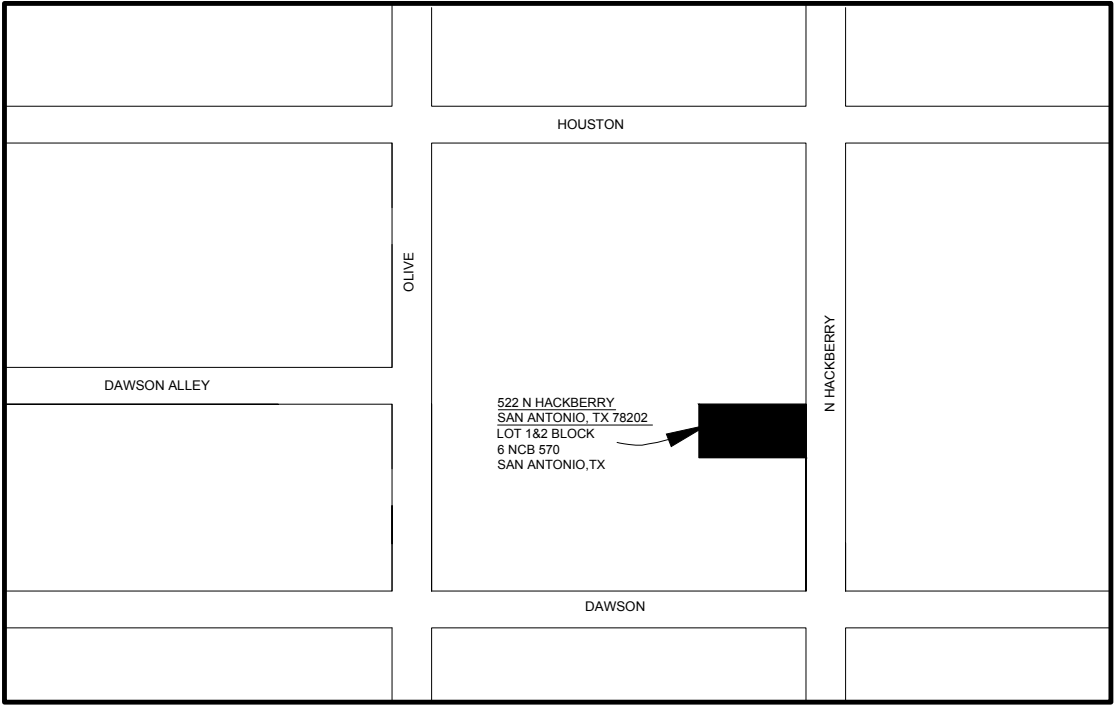 HOUSTON
OLIVE
N HACKBERRY
DAWSON ALLEY
522 N HACKBERRY
SAN ANTONIO, TX 78202
LOT 1&2 BLOCK
6 NCB 570
SAN ANTONIO,TX
DAWSON